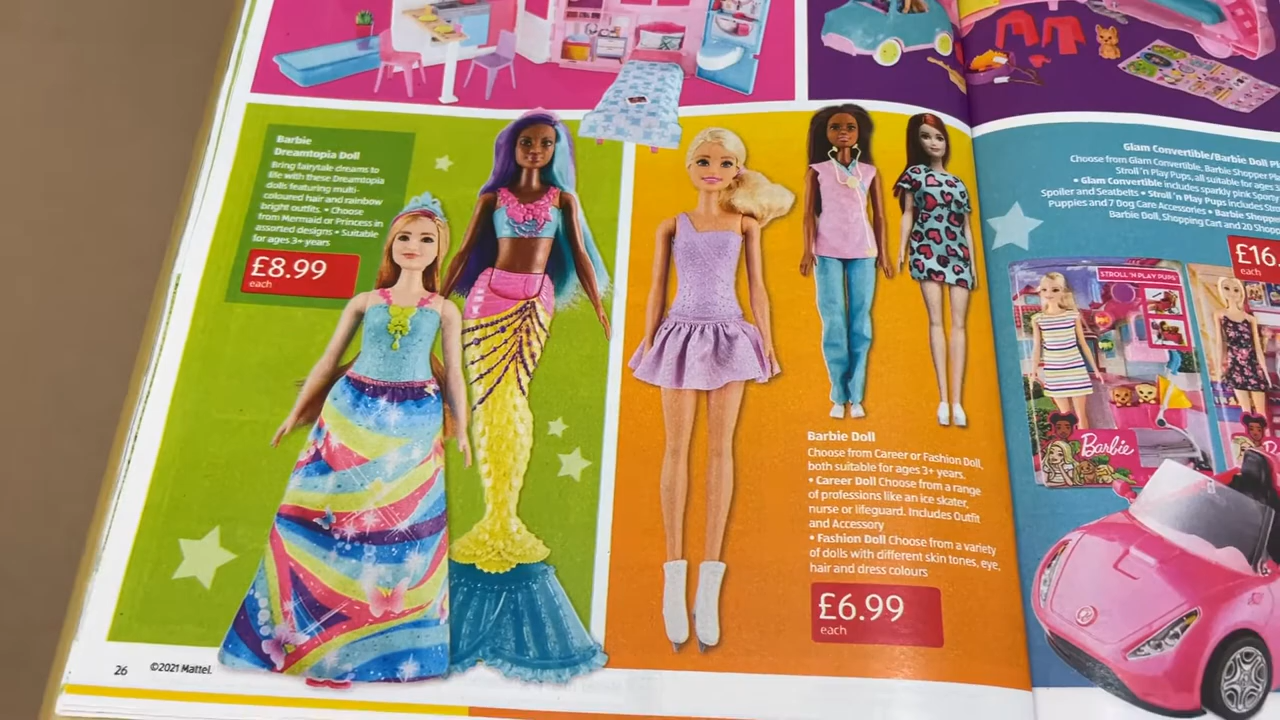 Barbie
Dreamtopia Doll
Bring fairytale dreams to
life with these Dreamtopia
dolls featuring multi-
coloured hair and rainbow
bright outfits. • Choose
from Mermaid or Princess in
assorted designs • Suitable
for ages 3+ years
£8.99
each
Barbie Doll
Choose from Career or Fashion Doll,
both suitable for ages 3+ years.
• Career Doll Choose from a range
of professions like an ice skater,
nurse or lifeguard. Includes Outfit
and Accessory
• Fashion Doll Choose from a variety
of dolls with different skin tones, eye,
hair and dress colours
£6.99
each
Glam Convertible/Barbie Doll
Choose from Glam Convertible, Barbie Shopper
Stroll 'n Play Pups, all suitable for ages
• Glam Convertible includes sparkly pink Sporty
Spoiler and Seatbelts • Stroll 'n Play Pups includes
Puppies and 7 Dog Care Accessories • Barbie
Barbie Doll, Shopping Cart and 20
£16.
each
STROLL 'N PLAY PUPS
Barbie
26 ©2021 Mattel.